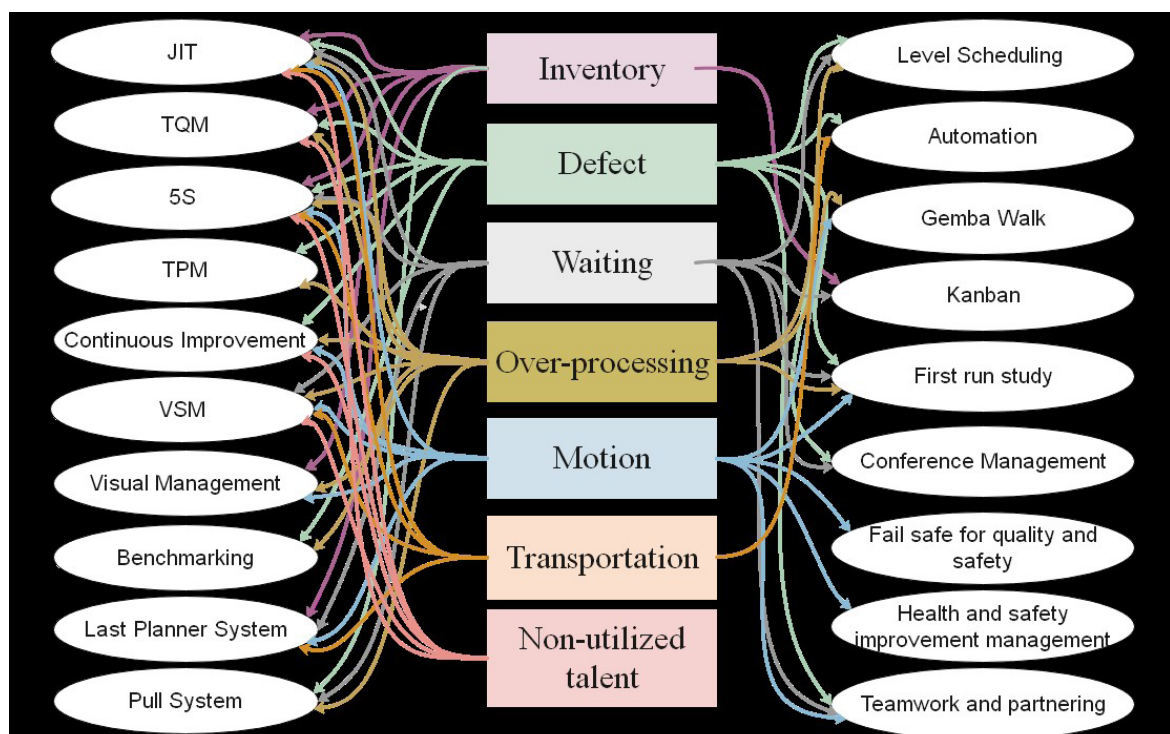 JIT
TQM
5S
TPM
Continuous Improvement
VSM
Visual Management
Benchmarking
Last Planner System
Pull System
Inventory
Defect
Waiting
Over-processing
Motion
Transportation
Non-utilized
talent
Level Scheduling
Automation
Gemba Walk
Kanban
First run study
Conference Management
Fail safe for quality and
safety
Health and safety
improvement management
Teamwork and partnering